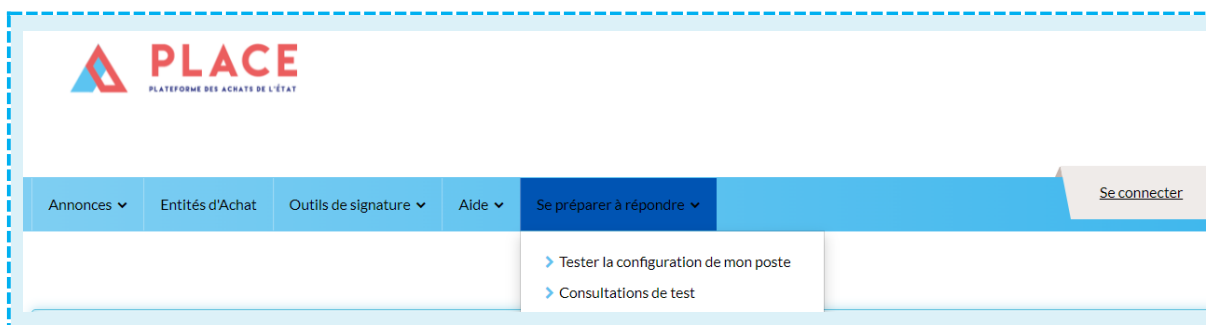 PLACE
PLATEFORME DES ACHATS DE L'ÉTAT
Se connecter
Annonces Entités d'Achat Outils de signature Aide Se préparer à répondre
Tester la configuration de mon poste
Consultations de test